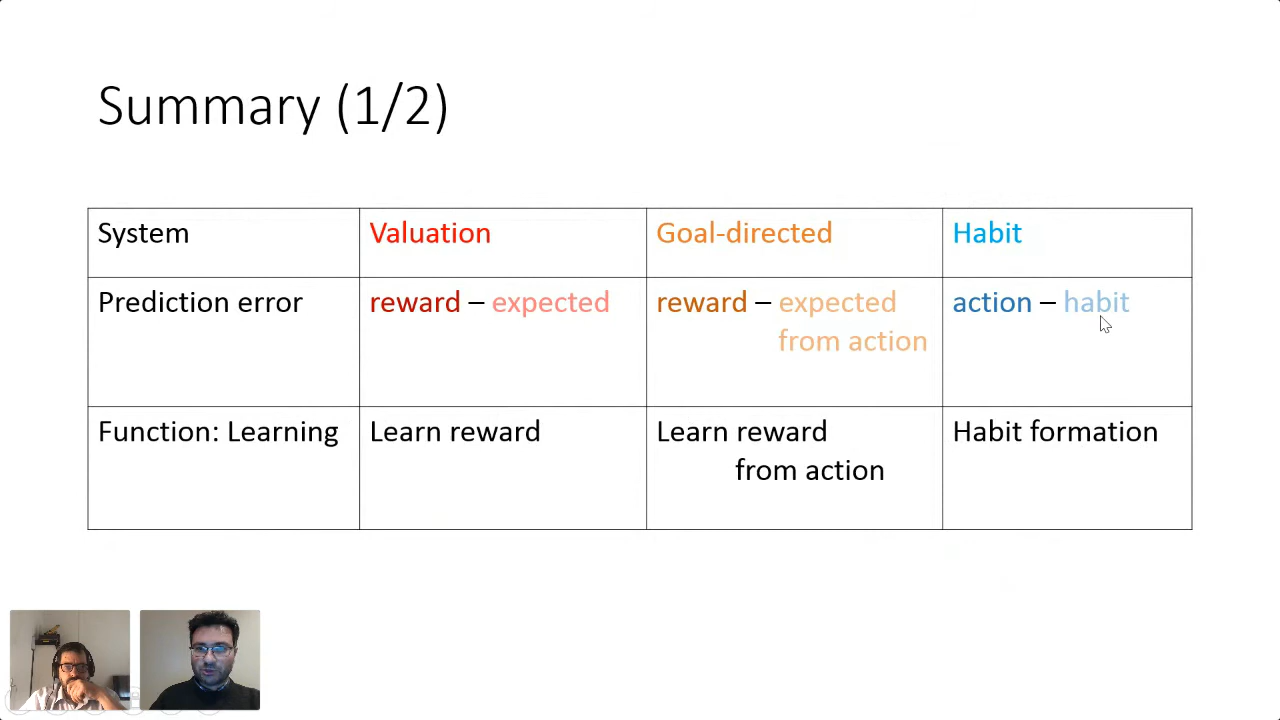 Summary (1/2)
System Valuation Goal-directed Habit
Prediction error reward – expected reward – expected action – habit
from action
Function: Learning Learn reward Learn reward Habit formation
from action